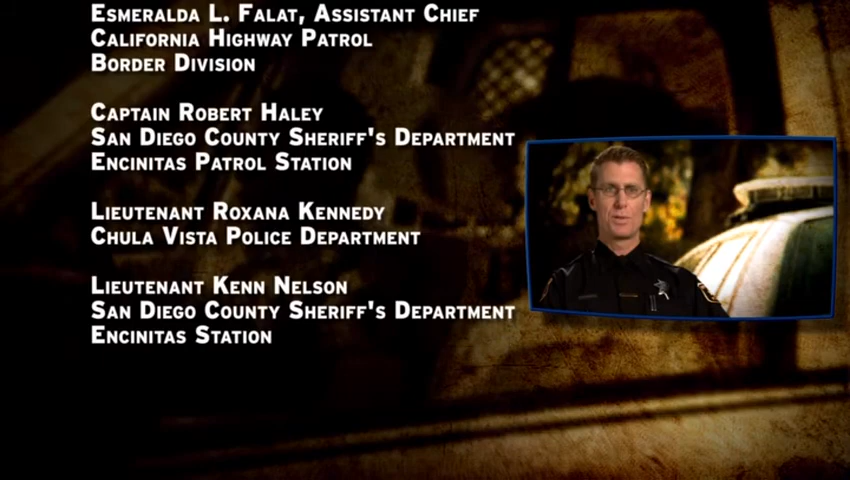 Esmeralda L. Falat, Assistant Chief
California Highway Patrol
Border Division
Captain Robert Haley
San Diego County Sheriff's Department
Encinitas Patrol Station
Lieutenant Roxana Kennedy
Chula Vista Police Department
Lieutenant Kenn Nelson
San Diego County Sheriff's Department
Encinitas Station